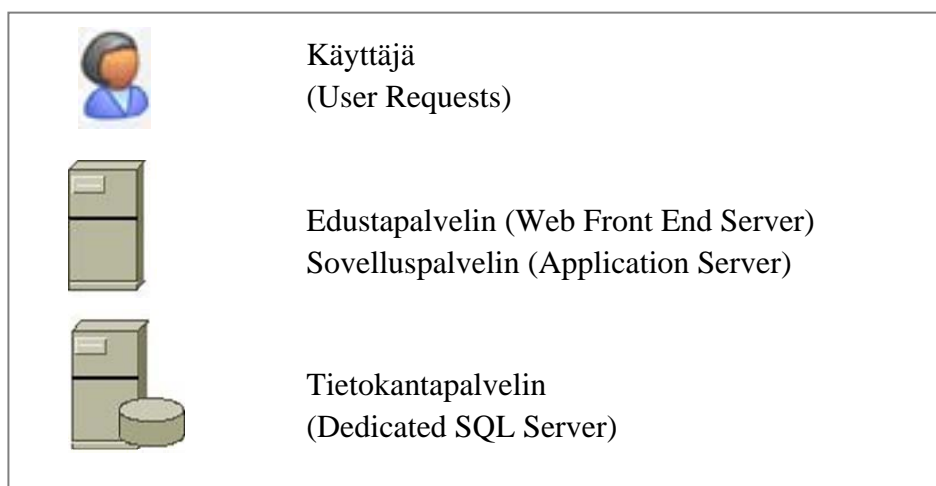 Käyttäjä
(User Requests)
Edustapalvelin (Web Front End Server)
Sovelluspalvelin (Application Server)
Tietokantapalvelin
(Dedicated SQL Server)